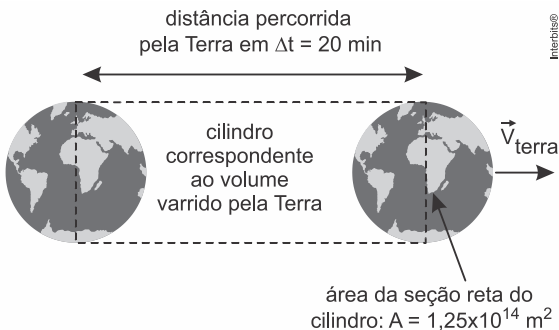 distância percorrida
pela Terra em Δt = 20 min
Interbits®
cilindro
correspondente
ao volume
varrido pela Terra
V⃗terra
área da seção reta do
cilindro: A = 1,25x10¹⁴ m²